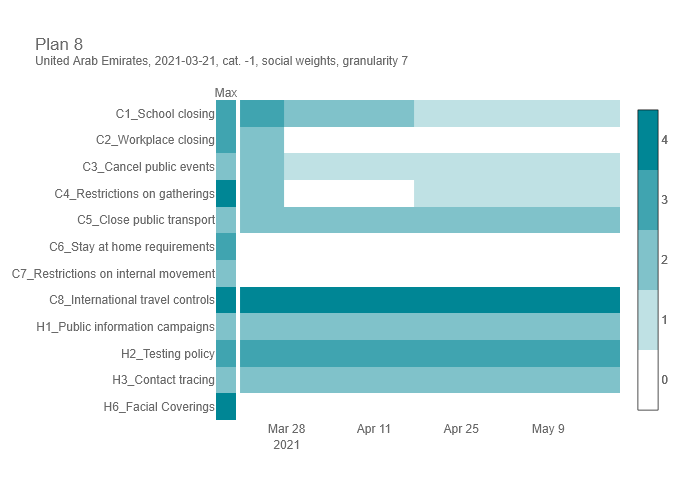 Plan 8
United Arab Emirates, 2021-03-21, cat. -1, social weights, granularity 7
Max
C1_School closing
C2_Workplace closing
C3_Cancel public events
C4_Restrictions on gatherings
C5_Close public transport
C6_Stay at home requirements
C7_Restrictions on internal movement
C8_International travel controls
H1_Public information campaigns
H2_Testing policy
H3_Contact tracing
H6_Facial Coverings
Mar 28 Apr 11 Apr 25 May 9
2021
4
3
2
1
0